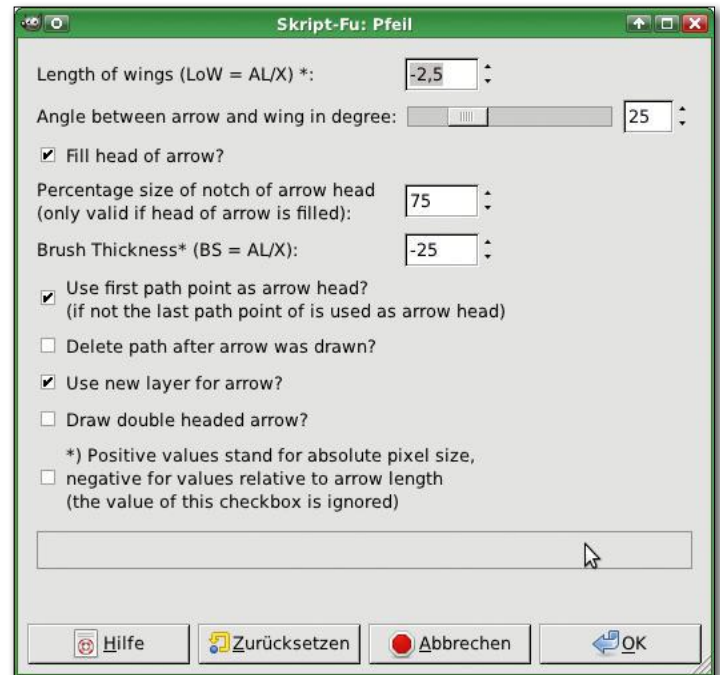 Skript-Fu: Pfeil
Length of wings (LoW = AL/X) *: -2,5
Angle between arrow and wing in degree: 25
Fill head of arrow?
Percentage size of notch of arrow head
(only valid if head of arrow is filled): 75
Brush Thickness* (BS = AL/X): -25
Use first path point as arrow head?
(if not the last path point of is used as arrow head)
Delete path after arrow was drawn?
Use new layer for arrow?
Draw double headed arrow?
*) Positive values stand for absolute pixel size,
negative for values relative to arrow length
(the value of this checkbox is ignored)
Hilfe Zurücksetzen Abbrechen OK